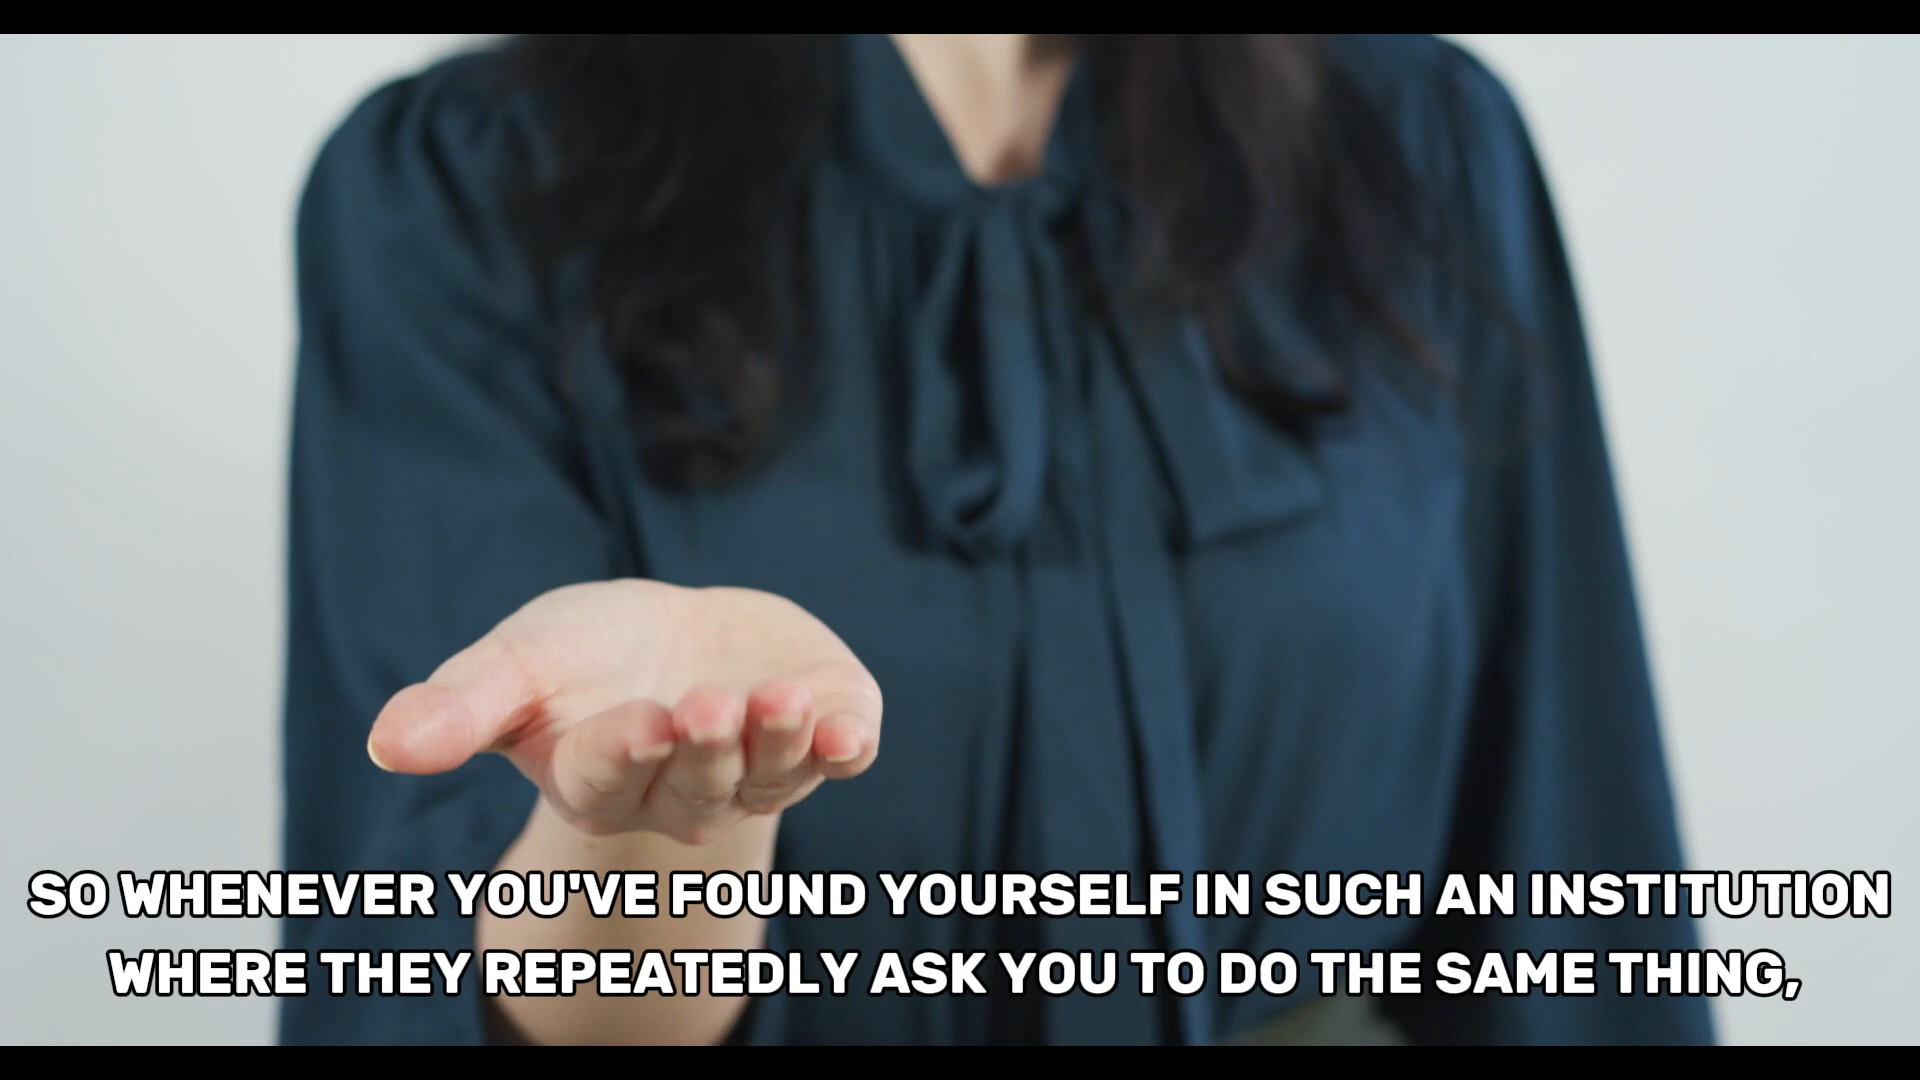 SO WHENEVER YOU'VE FOUND YOURSELF IN SUCH AN INSTITUTION
WHERE THEY REPEATEDLY ASK YOU TO DO THE SAME THING,